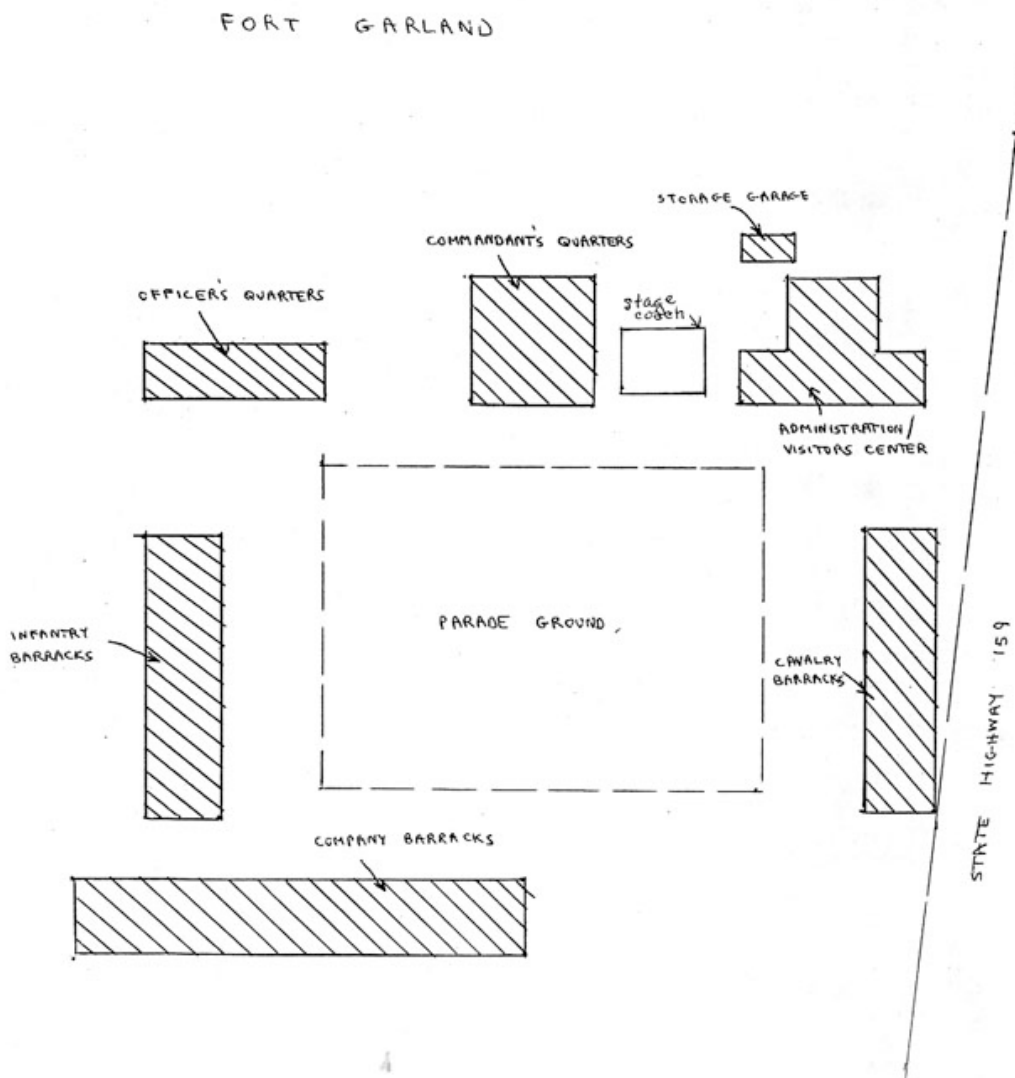 FORT GARLAND
STORAGE GARAGE
COMMANDANT'S QUARTERS
OFFICER'S QUARTERS
stage
coach
ADMINISTRATION/
VISITORS CENTER
PARADE GROUND
INFANTRY
BARRACKS
CAVALRY
BARRACKS
STATE HIGHWAY 159
COMPANY BARRACKS